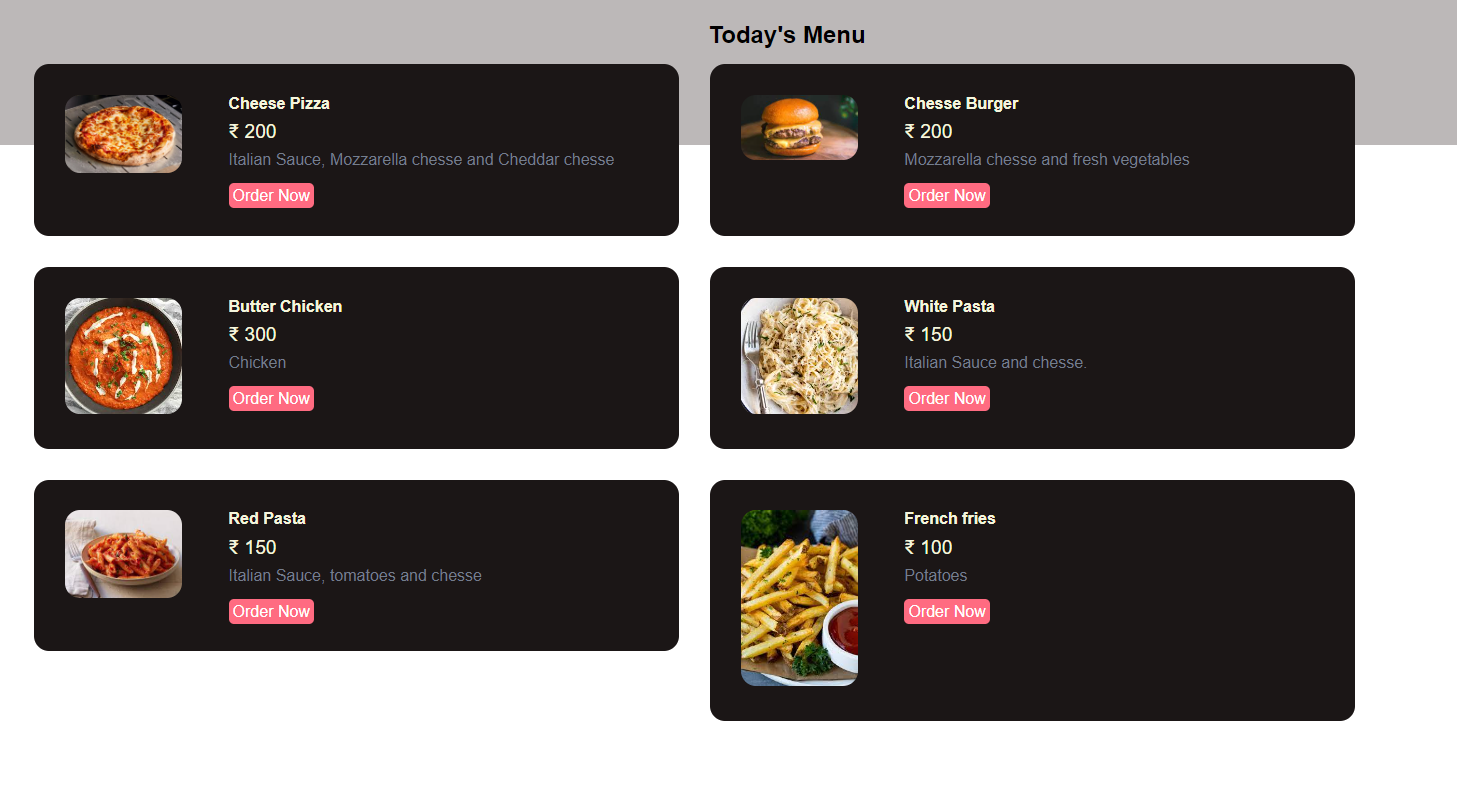 Today's Menu
Cheese Pizza
₹ 200
Italian Sauce, Mozzarella chesse and Cheddar chesse
Order Now
Chesse Burger
₹ 200
Mozzarella chesse and fresh vegetables
Order Now
Butter Chicken
₹ 300
Chicken
Order Now
White Pasta
₹ 150
Italian Sauce and chesse.
Order Now
Red Pasta
₹ 150
Italian Sauce, tomatoes and chesse
Order Now
French fries
₹ 100
Potatoes
Order Now